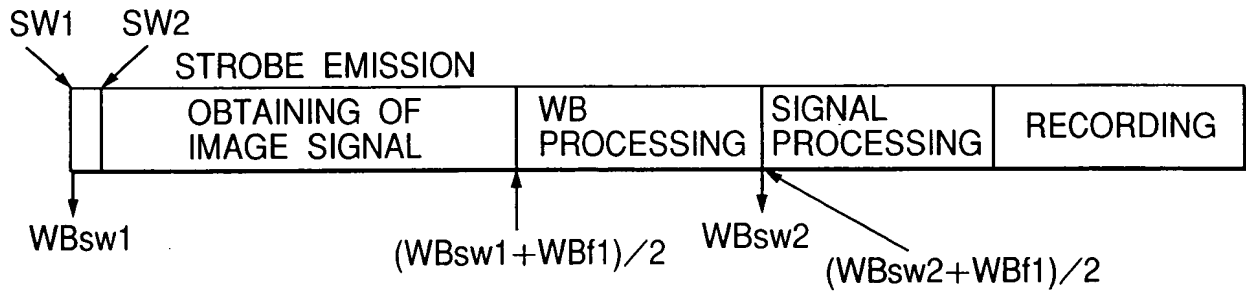 SW1 SW2
STROBE EMISSION
OBTAINING OF
IMAGE SIGNAL
WB
PROCESSING
SIGNAL
PROCESSING
RECORDING
WBsw1
(WBsw1+WBf1)/2
WBsw2
(WBsw2+WBf1)/2